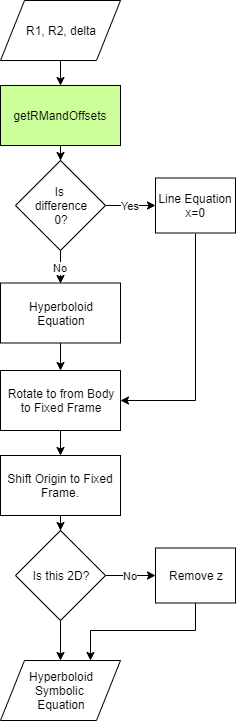 R1, R2, delta
getRMandOffsets
Is
difference
0?
Yes
Line Equation
x=0
No
Hyperboloid
Equation
Rotate to from Body
to Fixed Frame
Shift Origin to Fixed
Frame.
Is this 2D?
No
Remove z
Hyperboloid
Symbolic
Equation